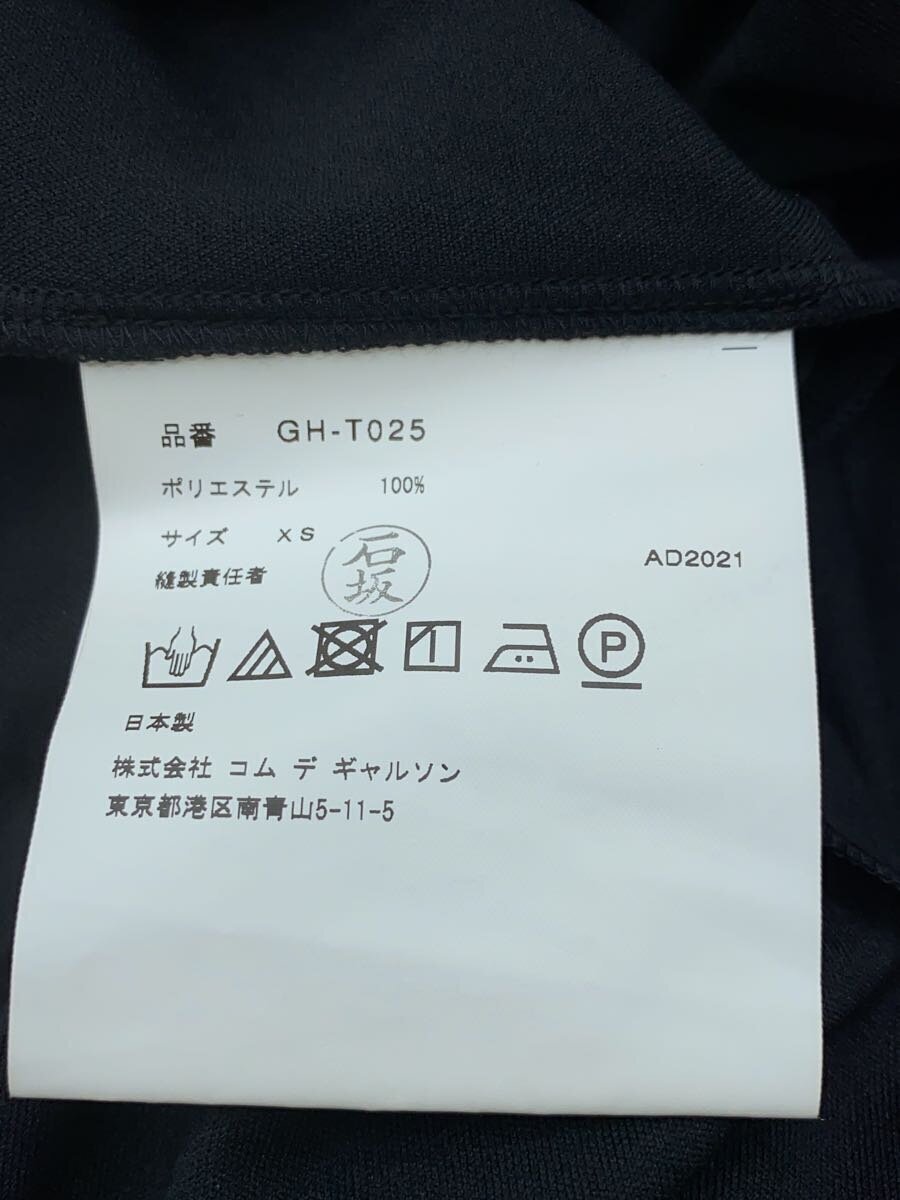 品番 GH-T025
ポリエステル 100%
サイズ XS
AD2021
縫製責任者 石坂
P
日本製
株式会社 コム デ ギャルソン
東京都港区南青山5-11-5